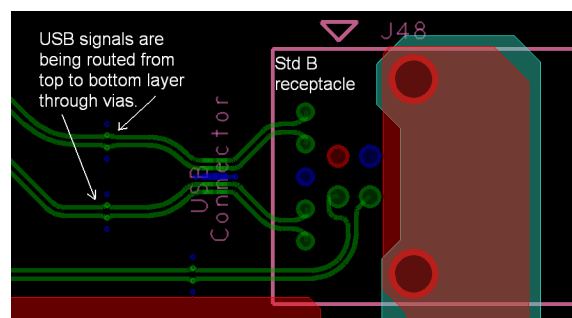 USB signals are
being routed from
top to bottom layer
through vias.
J48
Std B
receptacle
USB
Connector